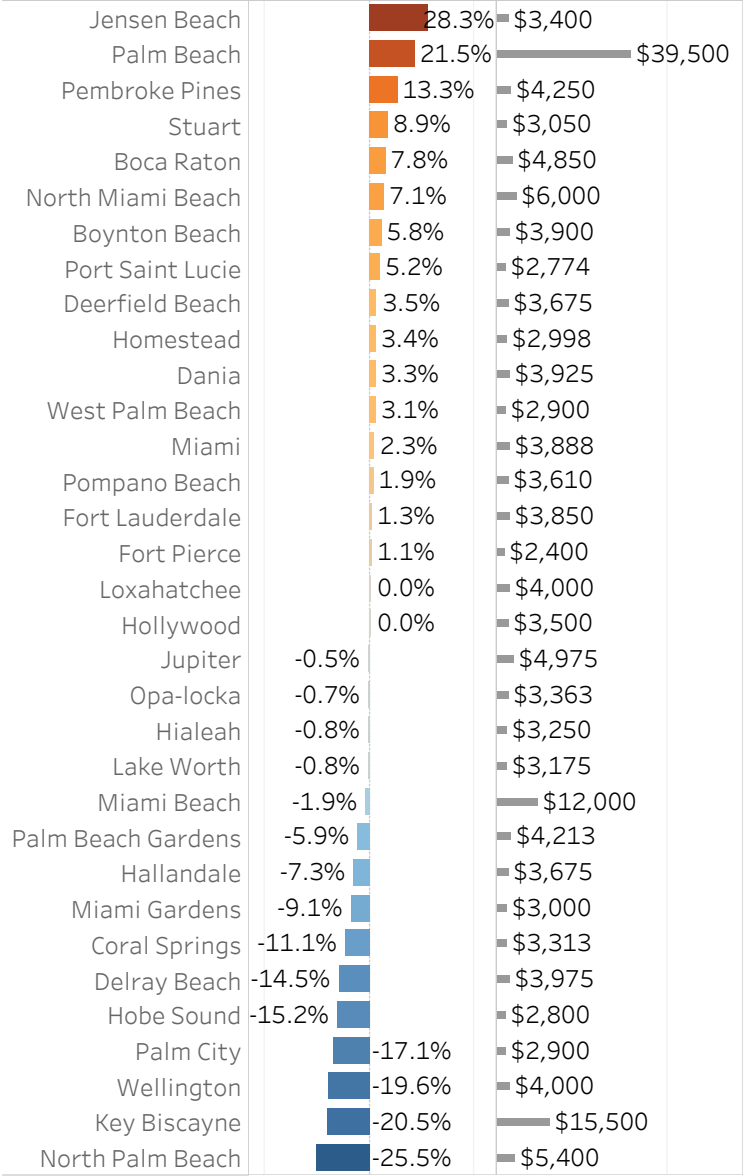 Jensen Beach 28.3% $3,400
Palm Beach 21.5% $39,500
Pembroke Pines 13.3% $4,250
Stuart 8.9% $3,050
Boca Raton 7.8% $4,850
North Miami Beach 7.1% $6,000
Boynton Beach 5.8% $3,900
Port Saint Lucie 5.2% $2,774
Deerfield Beach 3.5% $3,675
Homestead 3.4% $2,998
Dania 3.3% $3,925
West Palm Beach 3.1% $2,900
Miami 2.3% $3,888
Pompano Beach 1.9% $3,610
Fort Lauderdale 1.3% $3,850
Fort Pierce 1.1% $2,400
Loxahatchee 0.0% $4,000
Hollywood 0.0% $3,500
Jupiter -0.5% $4,975
Opa-locka -0.7% $3,363
Hialeah -0.8% $3,250
Lake Worth -0.8% $3,175
Miami Beach -1.9% $12,000
Palm Beach Gardens -5.9% $4,213
Hallandale -7.3% $3,675
Miami Gardens -9.1% $3,000
Coral Springs -11.1% $3,313
Delray Beach -14.5% $3,975
Hobe Sound -15.2% $2,800
Palm City -17.1% $2,900
Wellington -19.6% $4,000
Key Biscayne -20.5% $15,500
North Palm Beach -25.5% $5,400